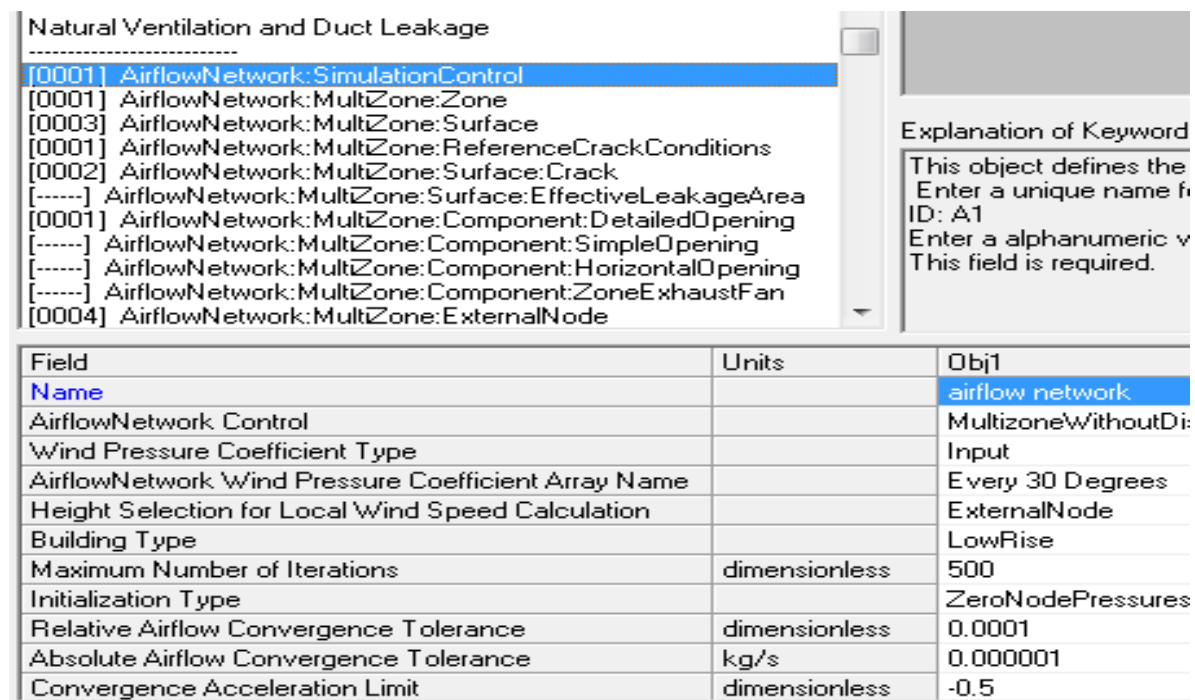 Natural Ventilation and Duct Leakage
---------------------------
[0001] AirflowNetwork:SimulationControl
[0001] AirflowNetwork:MultiZone:Zone
[0003] AirflowNetwork:MultiZone:Surface
[0001] AirflowNetwork:MultiZone:ReferenceCrackConditions
[0002] AirflowNetwork:MultiZone:Surface:Crack
[------] AirflowNetwork:MultiZone:Surface:EffectiveLeakageArea
[0001] AirflowNetwork:MultiZone:Component:DetailedOpening
[------] AirflowNetwork:MultiZone:Component:SimpleOpening
[------] AirflowNetwork:MultiZone:Component:HorizontalOpening
[------] AirflowNetwork:MultiZone:Component:ZoneExhaustFan
[0004] AirflowNetwork:MultiZone:ExternalNode
Explanation of Keyword
This object defines the
Enter a unique name f
ID: A1
Enter a alphanumeric v
This field is required.
Field Units Obj1
Name airflow network
AirflowNetwork Control MultizoneWithoutDi
Wind Pressure Coefficient Type Input
AirflowNetwork Wind Pressure Coefficient Array Name Every 30 Degrees
Height Selection for Local Wind Speed Calculation ExternalNode
Building Type LowRise
Maximum Number of Iterations dimensionless 500
Initialization Type ZeroNodePressures
Relative Airflow Convergence Tolerance dimensionless 0.0001
Absolute Airflow Convergence Tolerance kg/s 0.000001
Convergence Acceleration Limit dimensionless -0.5